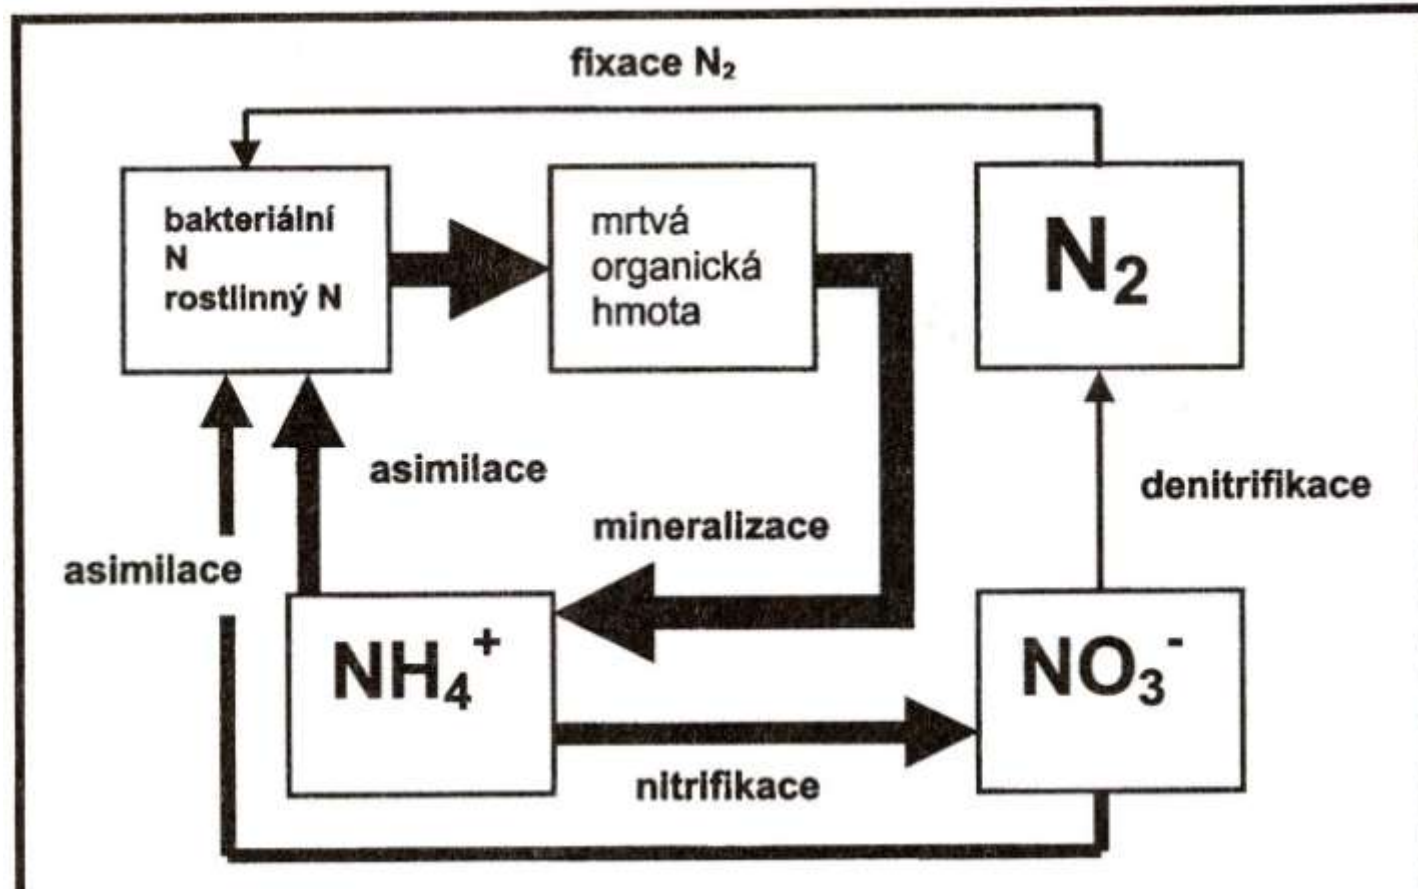 fixace N₂
bakteriální
N
rostlinný N
mrtvá
organická
hmota
N₂
asimilace
denitrifikace
mineralizace
asimilace
NH₄⁺
NO₃⁻
nitrifikace